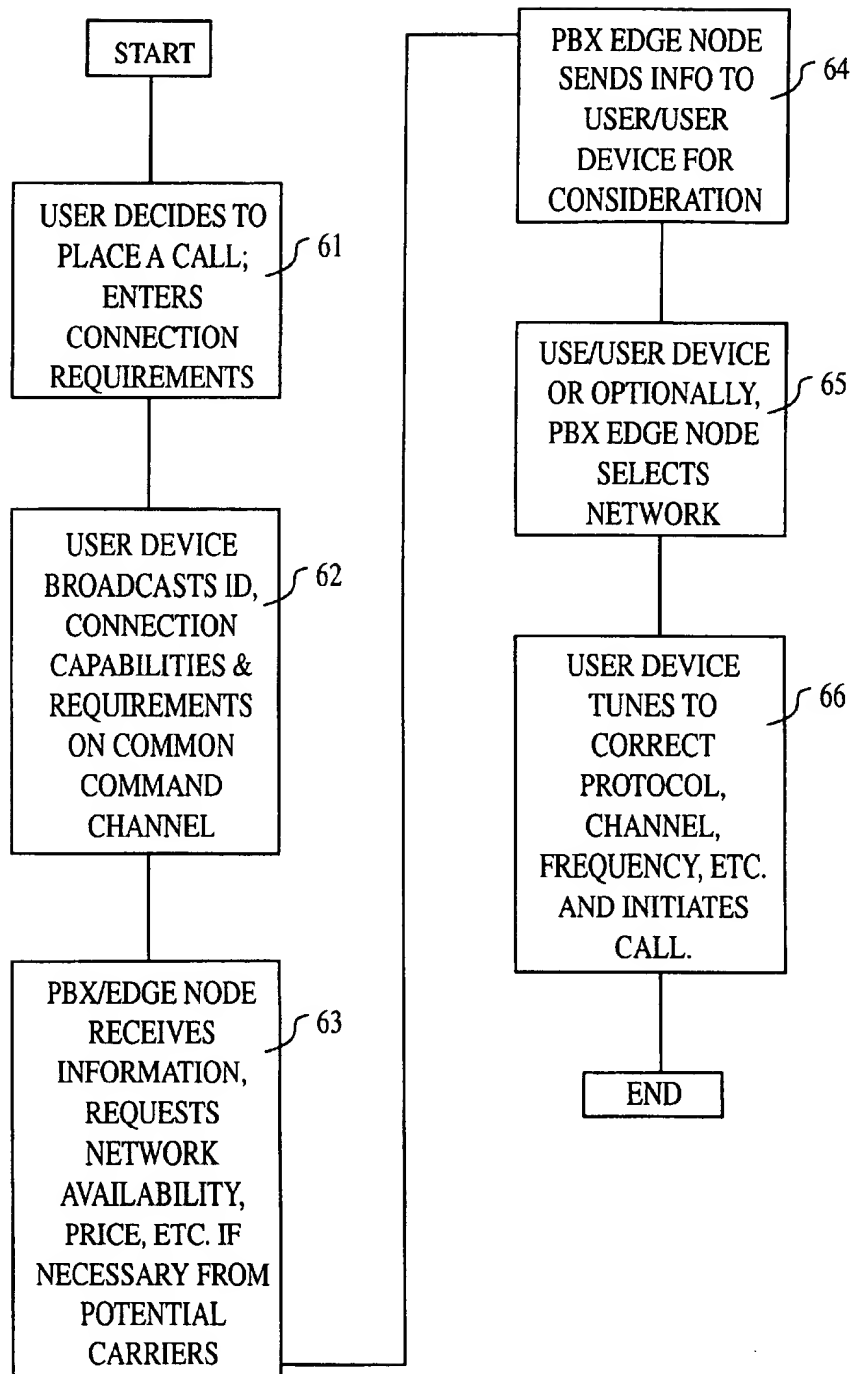 START
USER DECIDES TO
PLACE A CALL;
ENTERS
CONNECTION
REQUIREMENTS
61
USER DEVICE
BROADCASTS ID,
CONNECTION
CAPABILITIES &
REQUIREMENTS
ON COMMON
COMMAND
CHANNEL
62
PBX/EDGE NODE
RECEIVES
INFORMATION,
REQUESTS
NETWORK
AVAILABILITY,
PRICE, ETC. IF
NECESSARY FROM
POTENTIAL
CARRIERS
63
PBX EDGE NODE
SENDS INFO TO
USER/USER
DEVICE FOR
CONSIDERATION
64
USE/USER DEVICE
OR OPTIONALLY,
PBX EDGE NODE
SELECTS
NETWORK
65
USER DEVICE
TUNES TO
CORRECT
PROTOCOL,
CHANNEL,
FREQUENCY, ETC.
AND INITIATES
CALL.
66
END